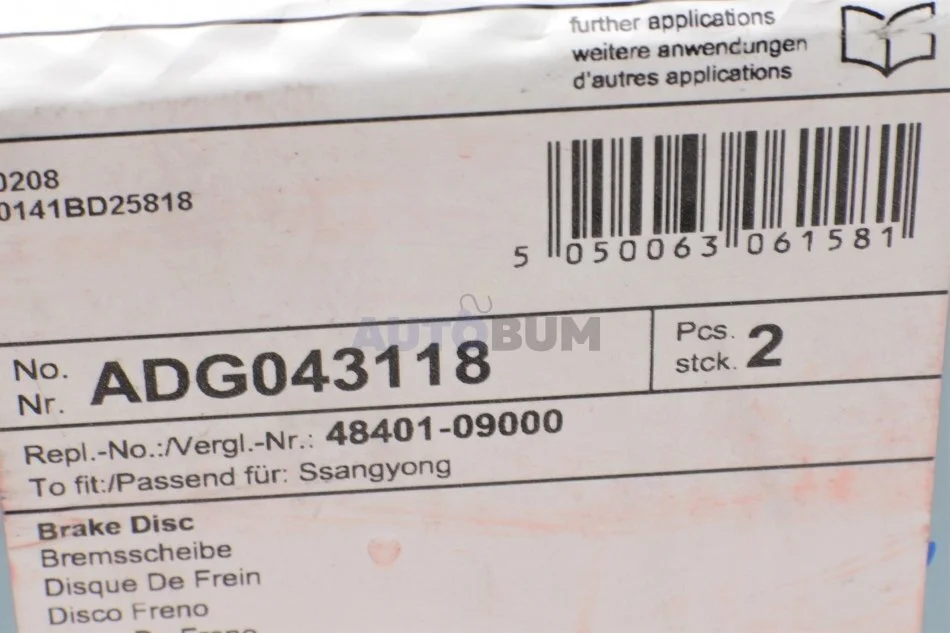 further applications
weitere anwendungen
d'autres applications
0208
0141BD25818
5 050063 061581
AUTOBUM
No.
Nr. ADG043118
Pcs.
stck. 2
Repl.-No.:/Vergl.-Nr.: 48401-09000
To fit:/Passend für: Ssangyong
Brake Disc
Bremsscheibe
Disque De Frein
Disco Freno